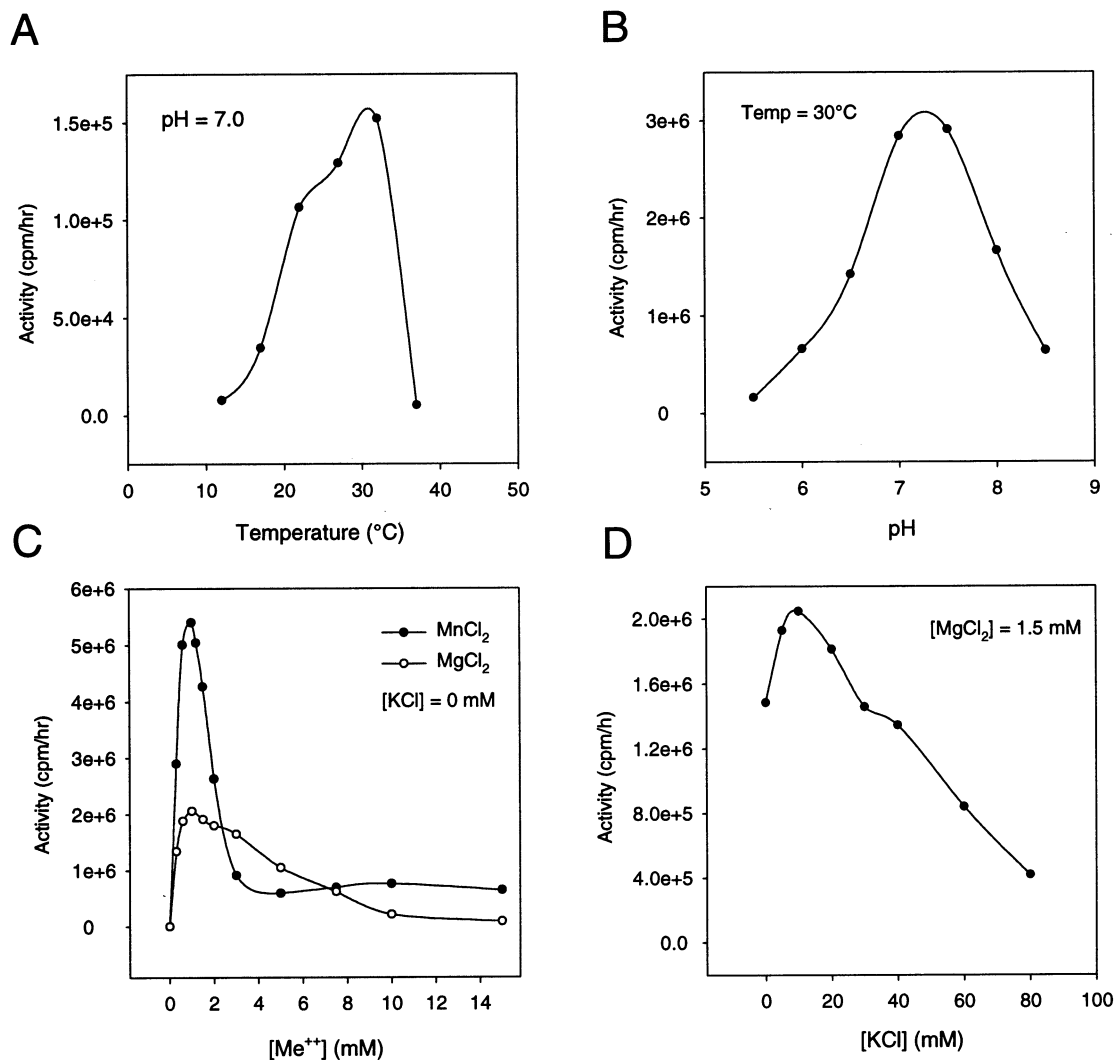 A
pH = 7.0
1.5e+5
1.0e+5
5.0e+4
0.0
Activity (cpm/hr)
0 10 20 30 40 50
Temperature (°C)
B
Temp = 30°C
3e+6
2e+6
1e+6
0
Activity (cpm/hr)
5 6 7 8 9
pH
C
6e+6
5e+6
4e+6
3e+6
2e+6
1e+6
0
Activity (cpm/hr)
MnCl₂
MgCl₂
[KCl] = 0 mM
0 2 4 6 8 10 12 14
[Me⁺⁺] (mM)
D
[MgCl₂] = 1.5 mM
2.0e+6
1.6e+6
1.2e+6
8.0e+5
4.0e+5
0.0
Activity (cpm/h)
0 20 40 60 80 100
[KCl] (mM)